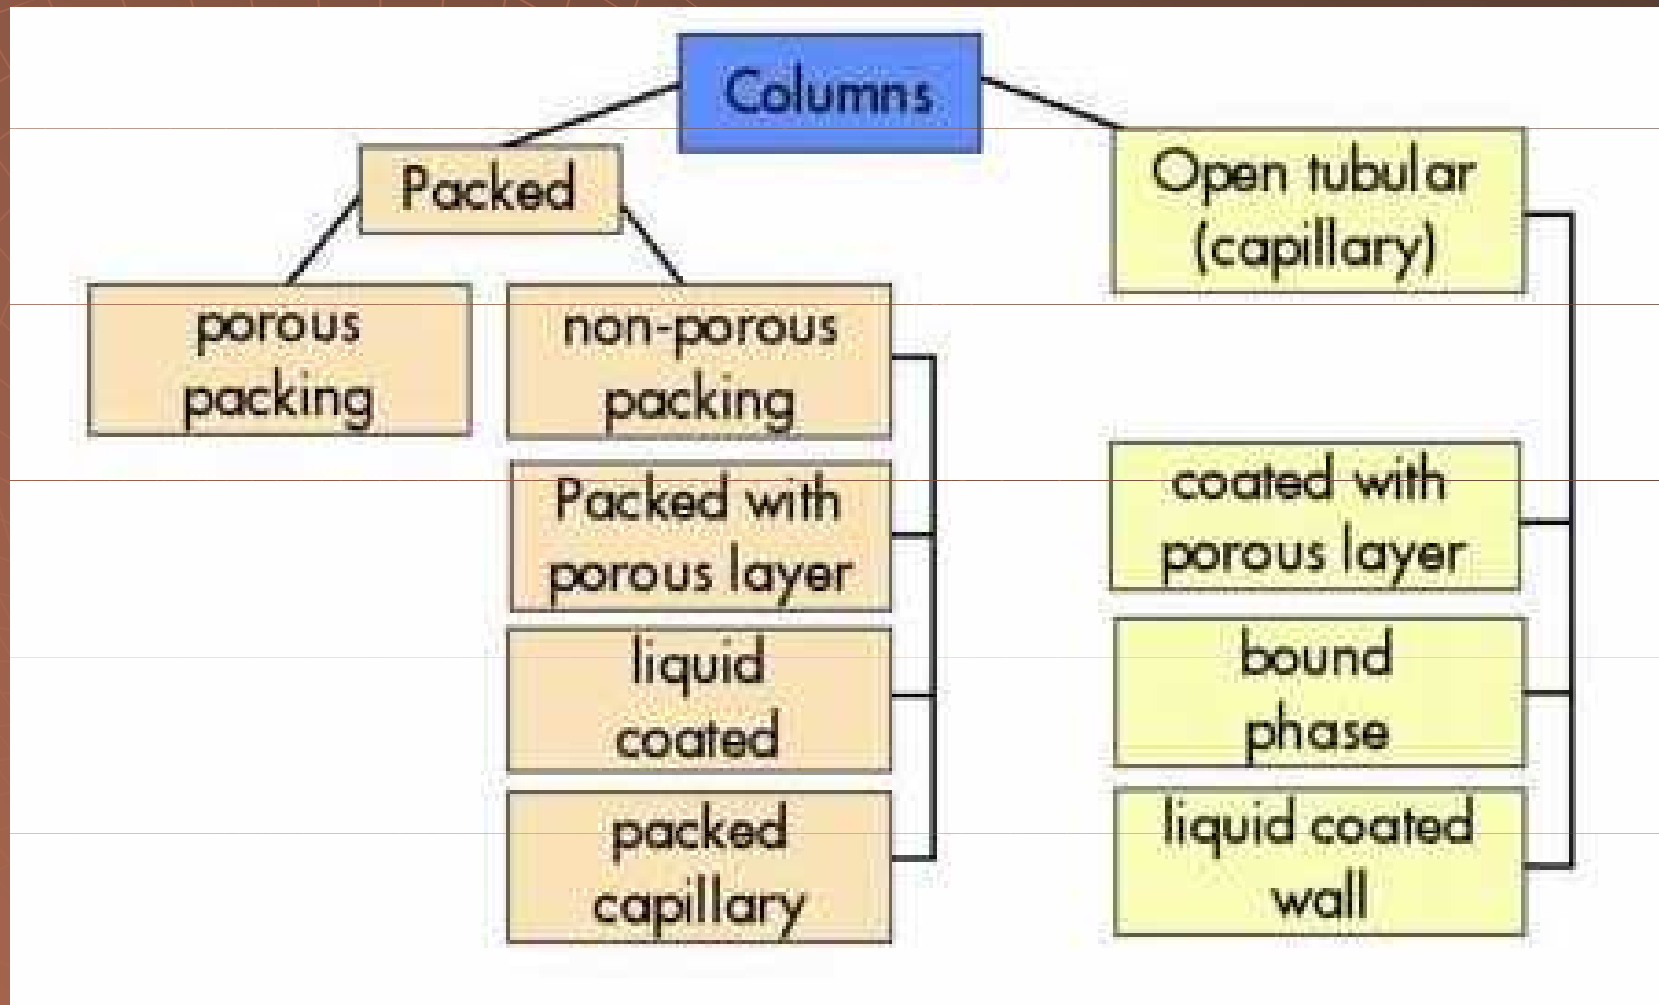 Columns
Packed
Open tubular
(capillary)
porous
packing
non-porous
packing
Packed with
porous layer
liquid
coated
packed
capillary
coated with
porous layer
bound
phase
liquid coated
wall